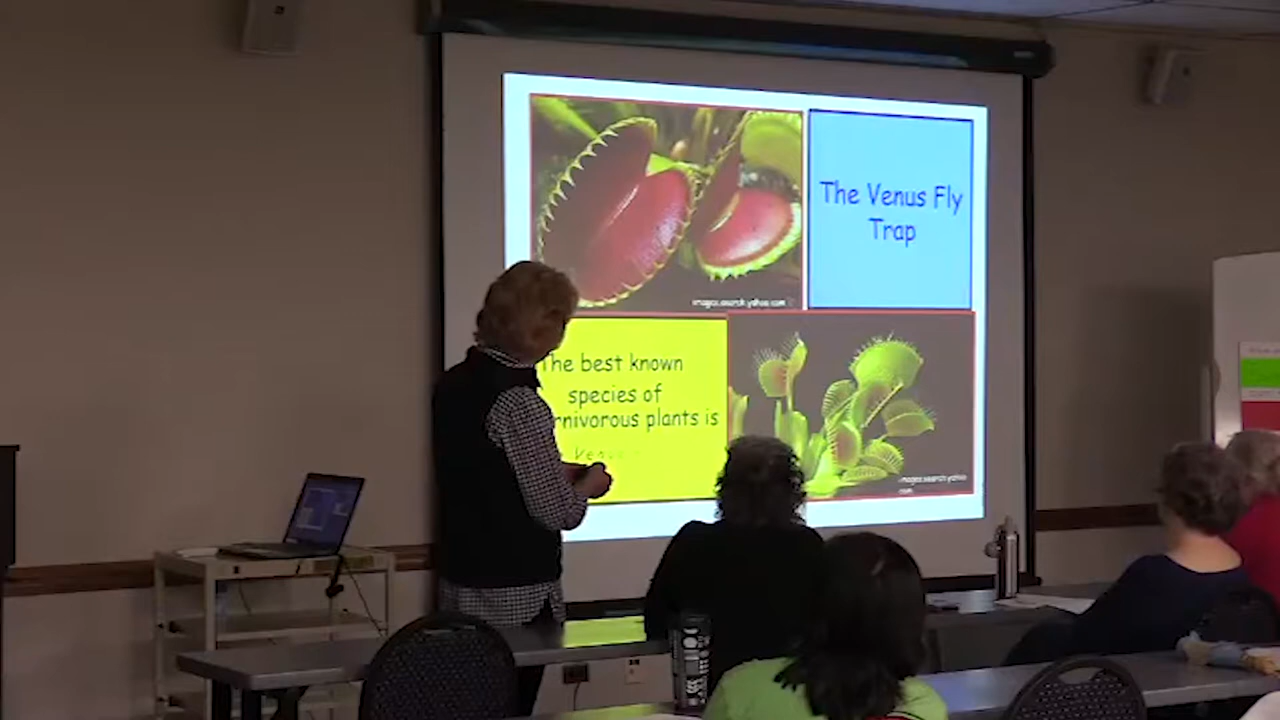 The Venus Fly
Trap
images.search.yahoo.com
The best known
species of
rnivorous plants is
Venus
images.search.yahoo
com